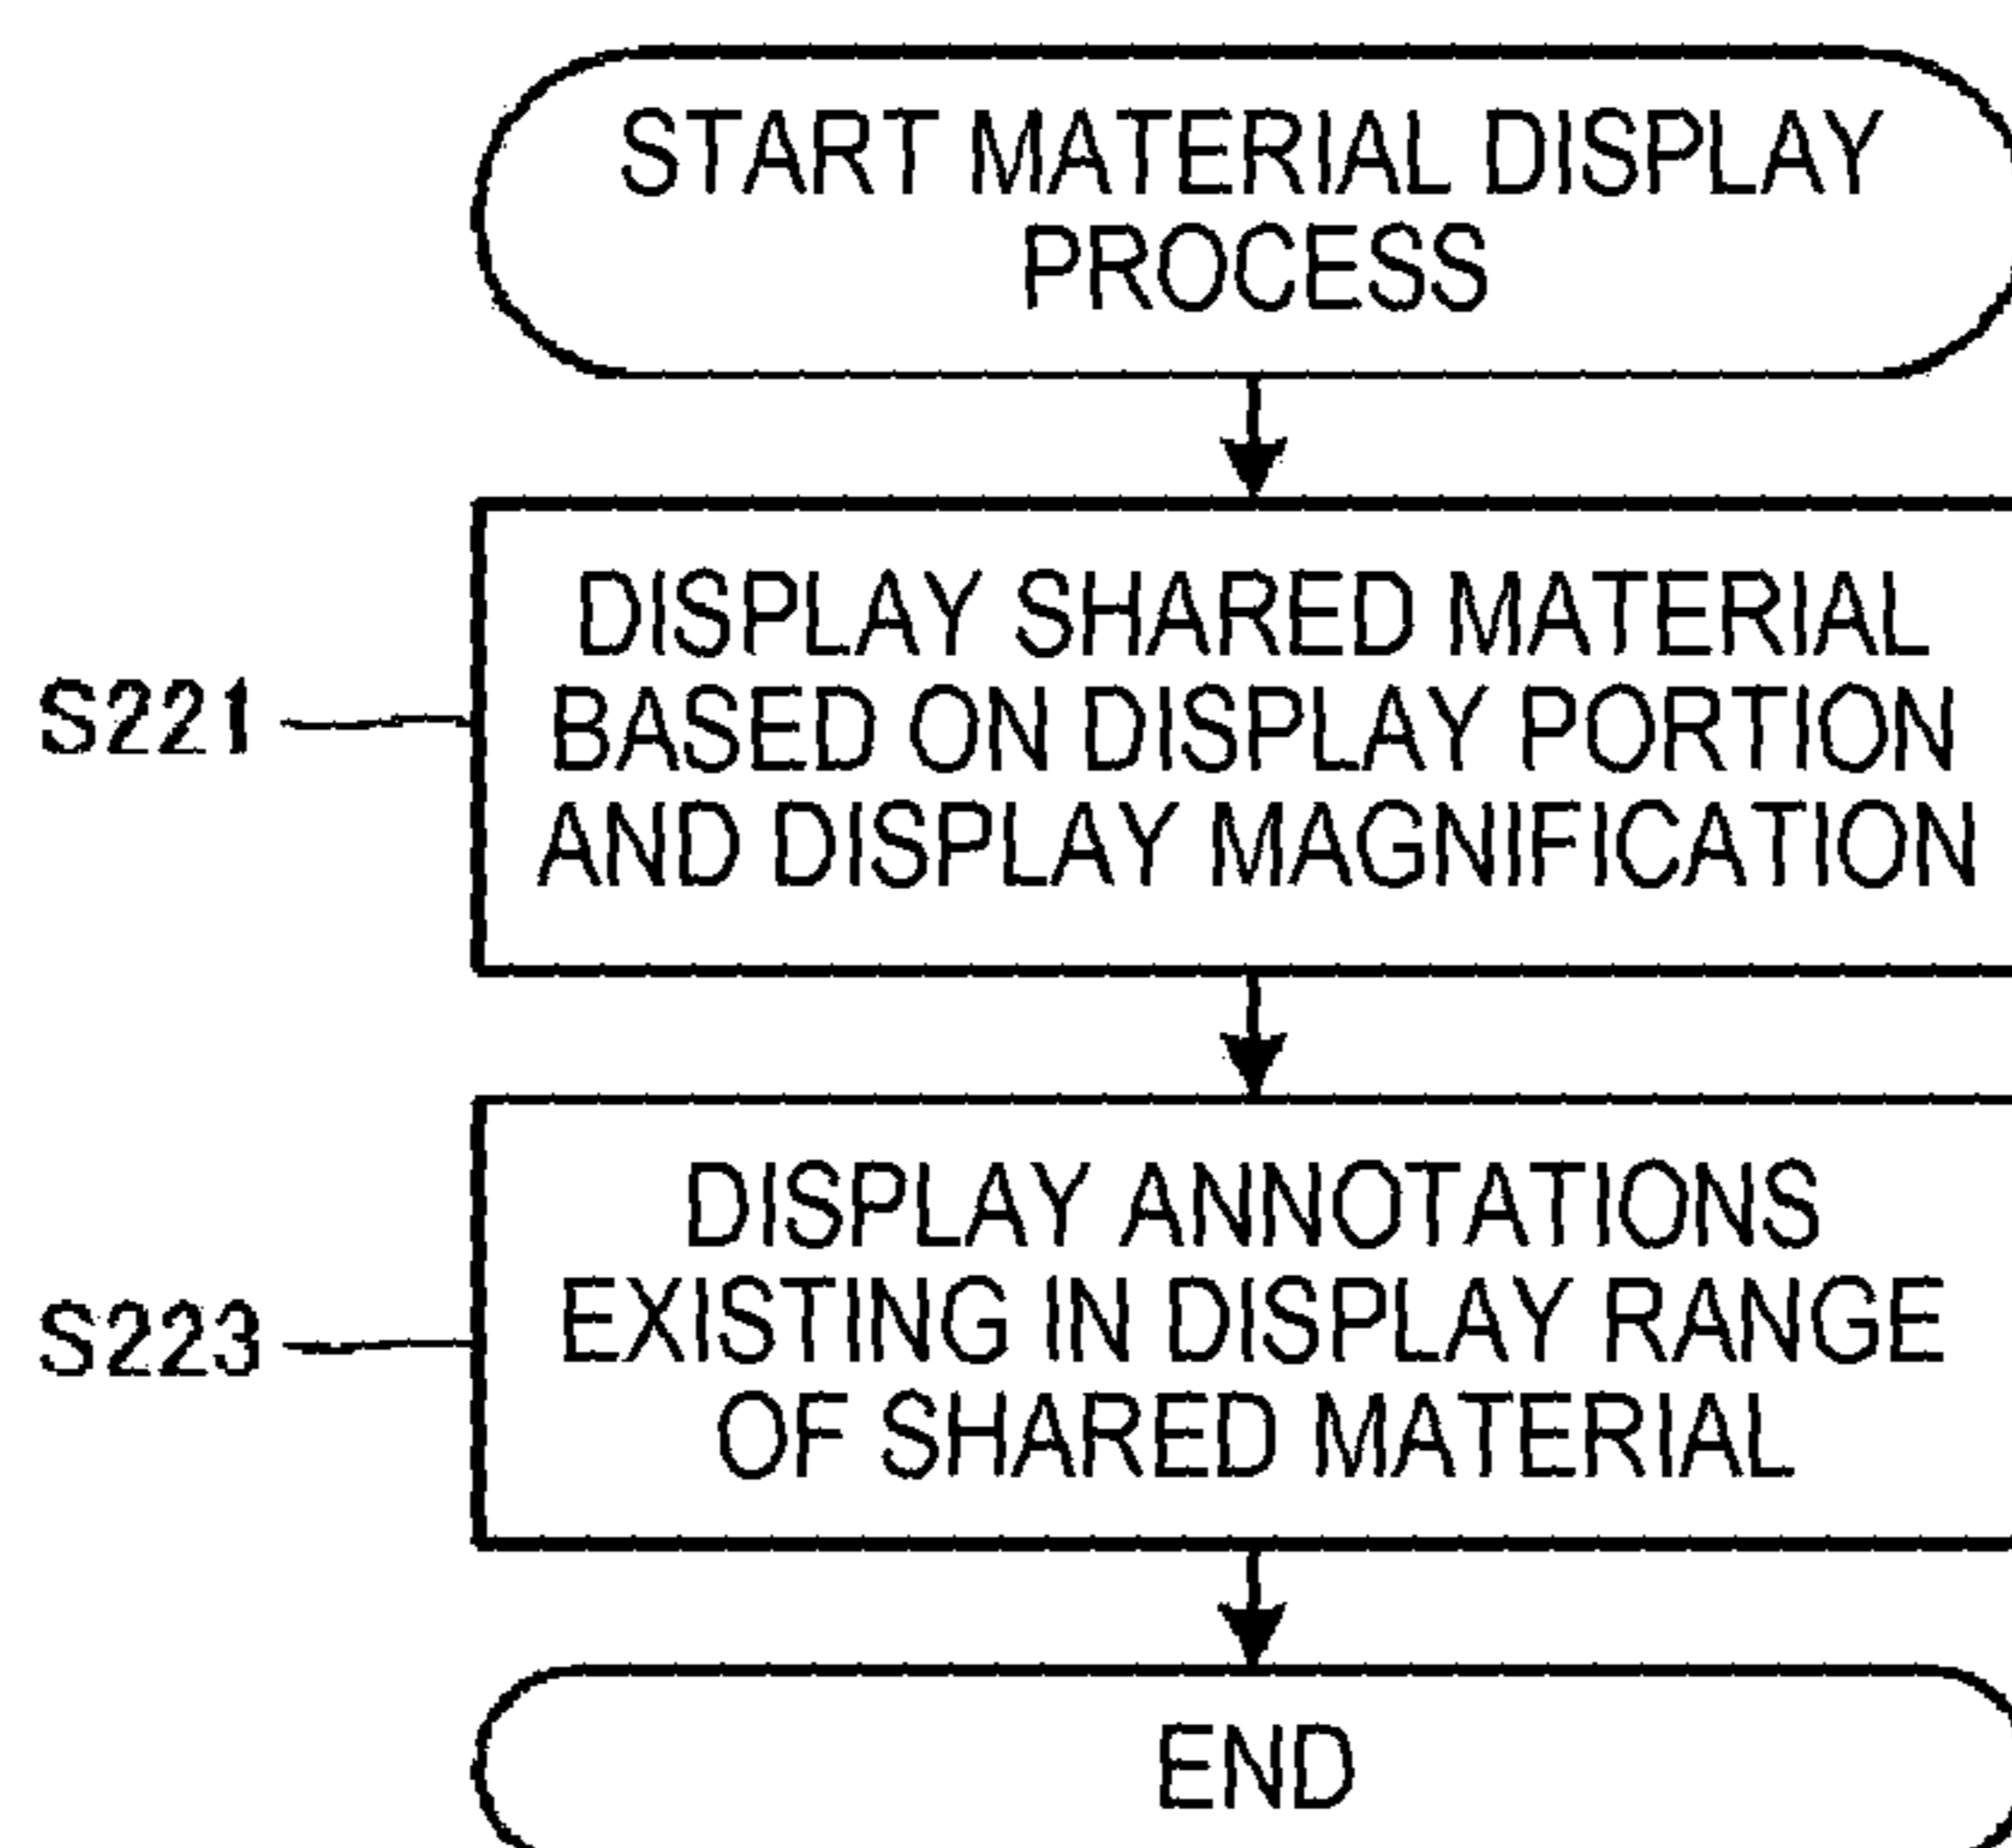 START MATERIAL DISPLAY
PROCESS
S221
DISPLAY SHARED MATERIAL
BASED ON DISPLAY PORTION
AND DISPLAY MAGNIFICATION
S223
DISPLAY ANNOTATIONS
EXISTING IN DISPLAY RANGE
OF SHARED MATERIAL
END